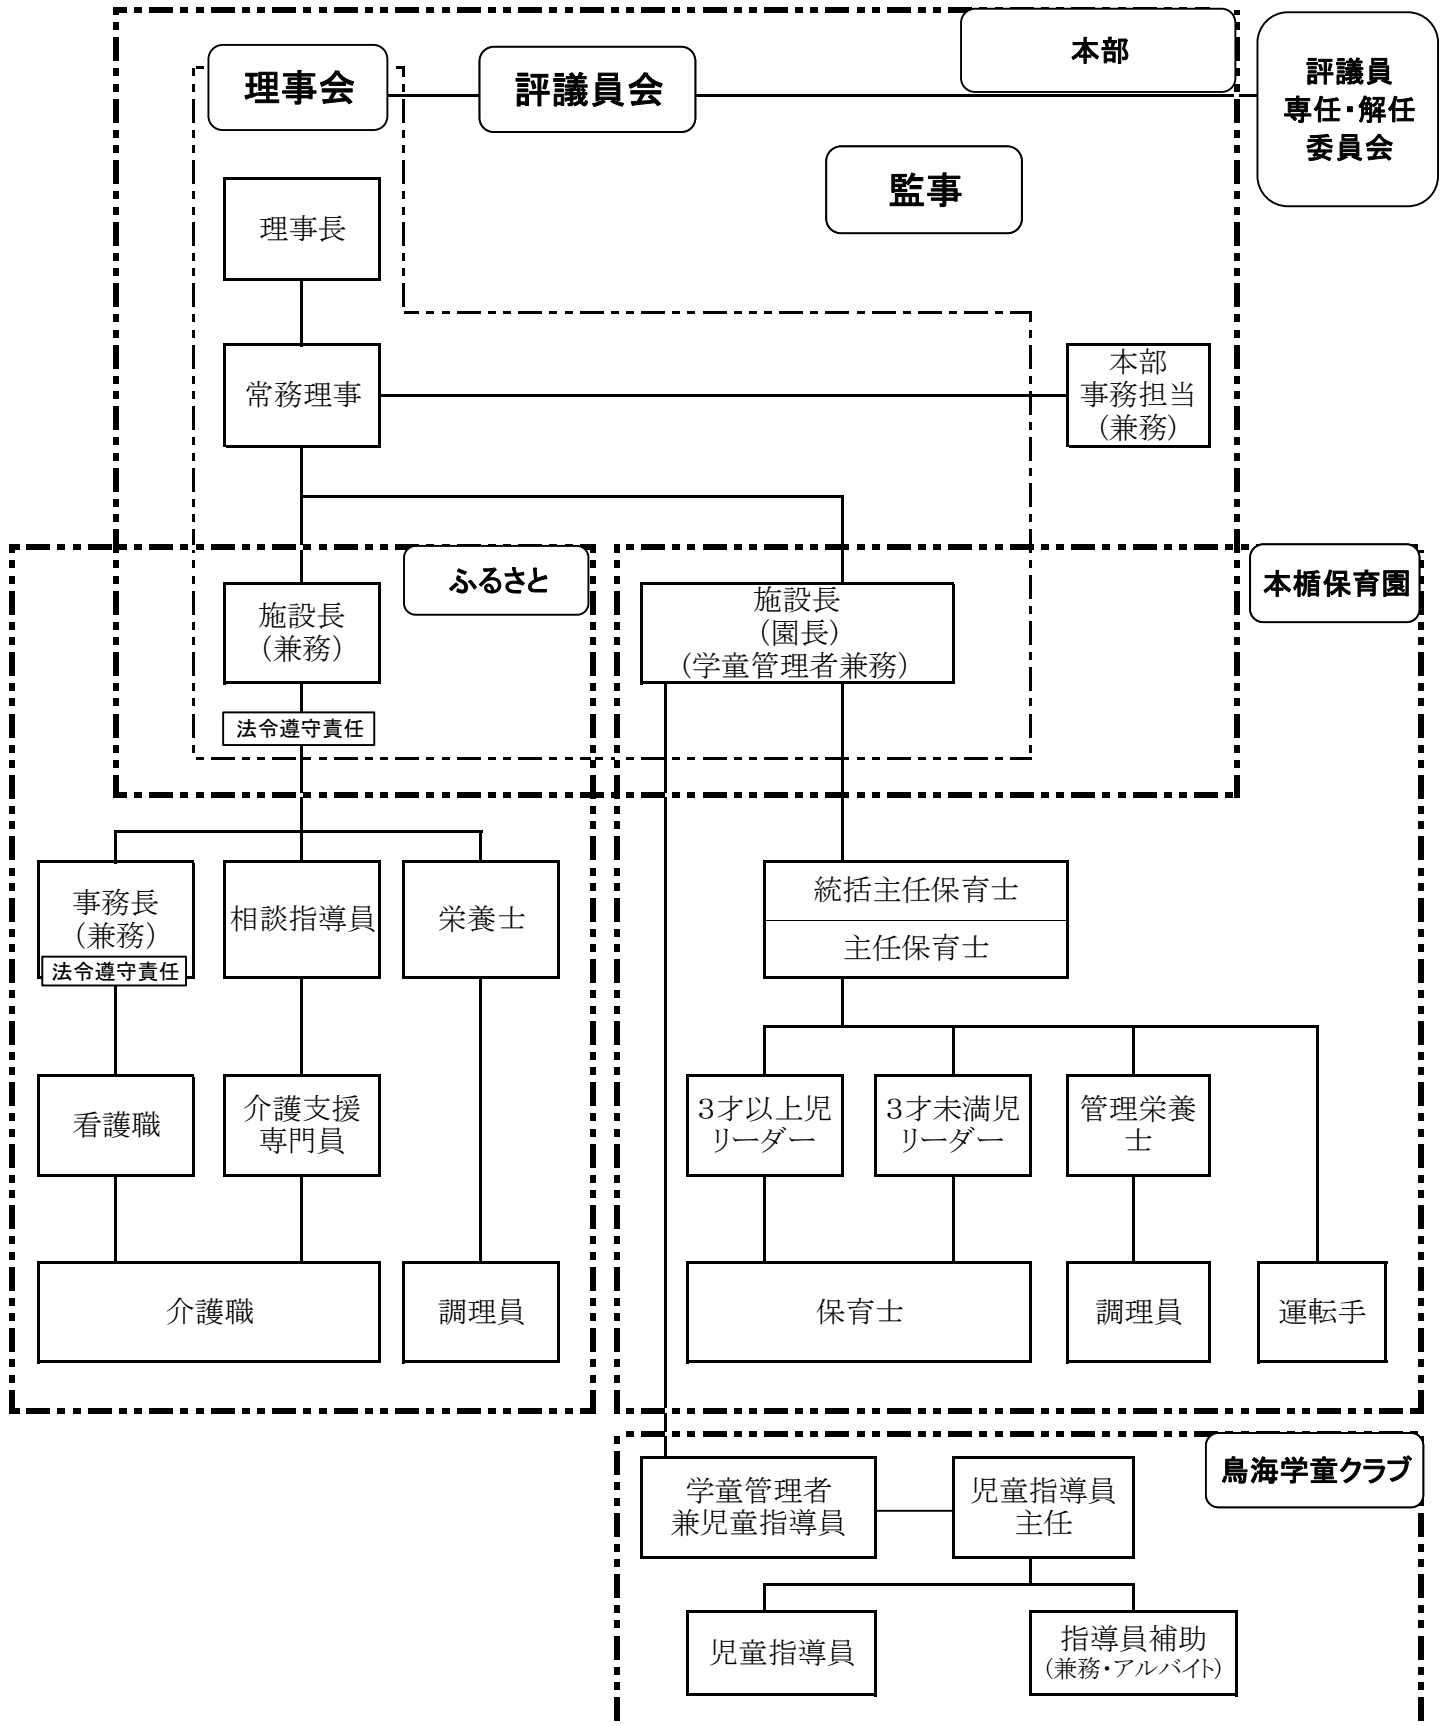 本部
理事会
評議員会
評議員
専任・解任
委員会
監事
理事長
常務理事
本部
事務担当
(兼務)
ふるさと
本楯保育園
施設長
(兼務)
施設長
(園長)
(学童管理者兼務)
法令遵守責任
事務長
(兼務)
法令遵守責任
相談指導員
栄養士
統括主任保育士
主任保育士
看護職
介護支援
専門員
3才以上児
リーダー
3才未満児
リーダー
管理栄養
士
介護職
調理員
保育士
調理員
運転手
鳥海学童クラブ
学童管理者
兼児童指導員
児童指導員
主任
児童指導員
指導員補助
(兼務・アルバイト)